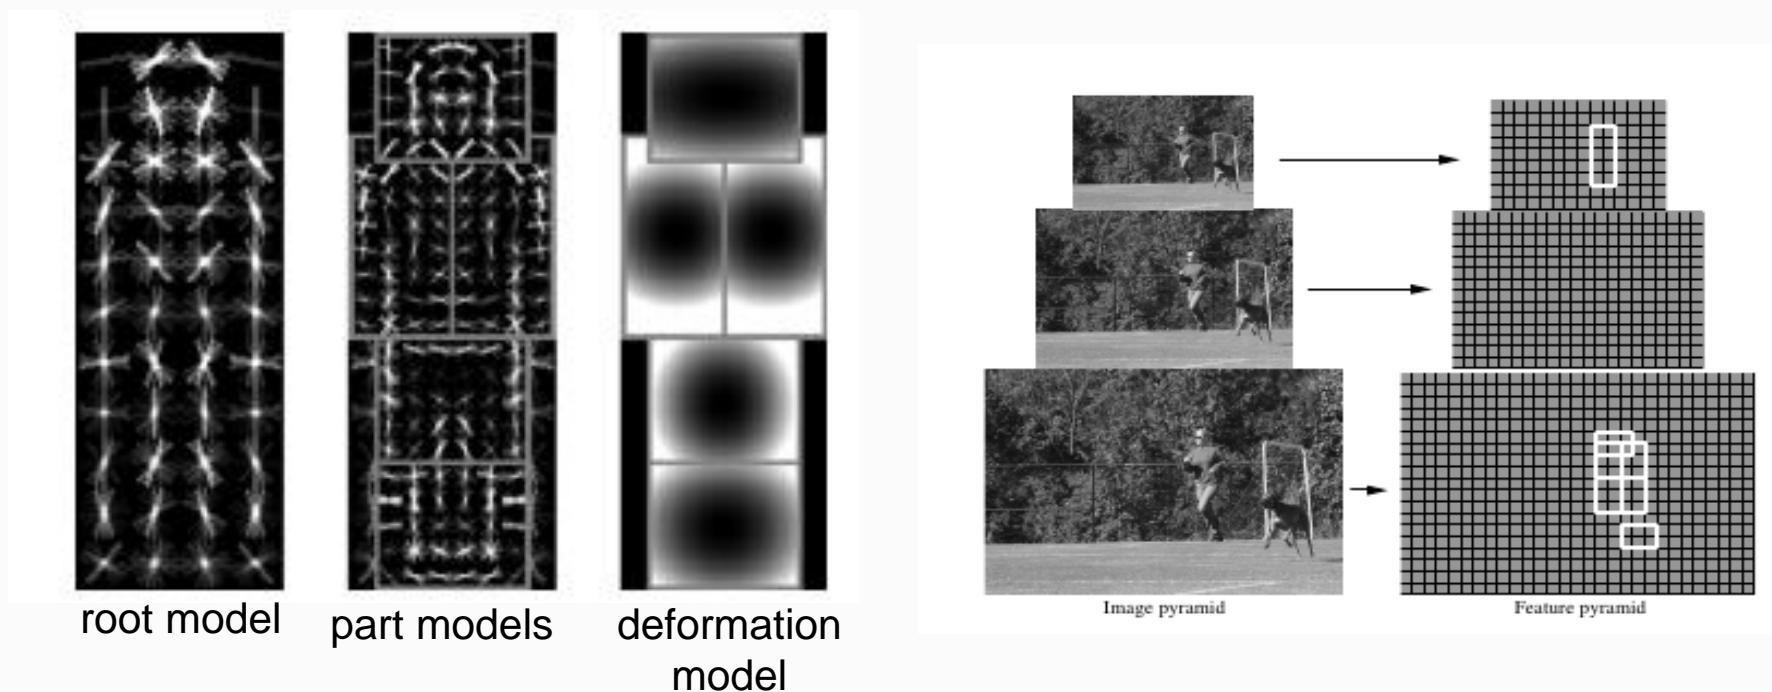 root model
part models
deformation
model
Image pyramid
Feature pyramid